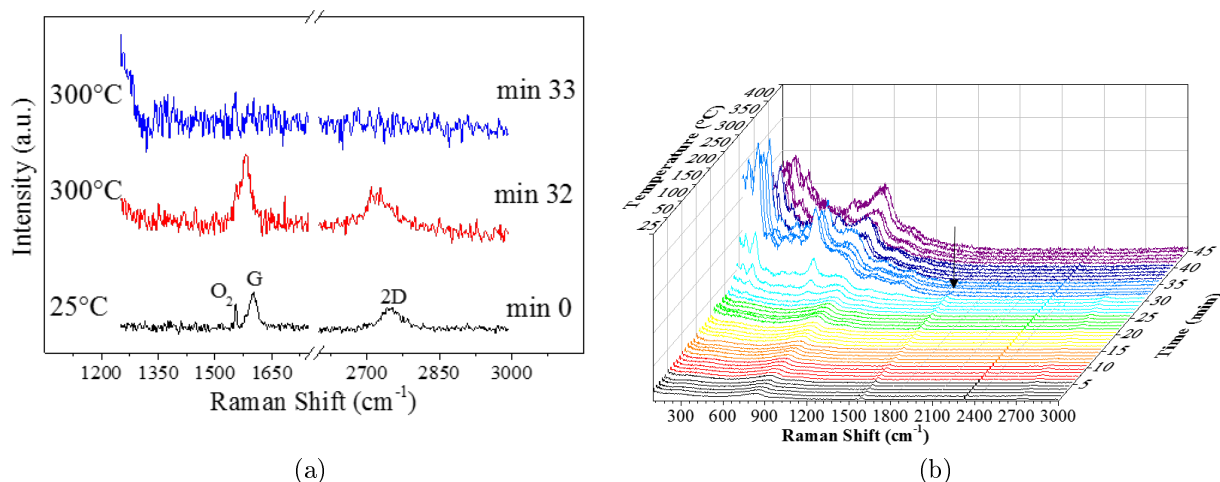 Intensity (a.u.)
300°C
min 33
300°C
min 32
25°C
O2
G
2D
min 0
1200 1350 1500 1650 2700 2850 3000
Raman Shift (cm-1)
(a)
Temperature (°C)
400
350
300
250
200
150
100
50
25
45
40
35
30
25
20
15
10
5
Time (min)
300 600 900 1200 1500 1800 2100 2400 2700 3000
Raman Shift (cm-1)
(b)